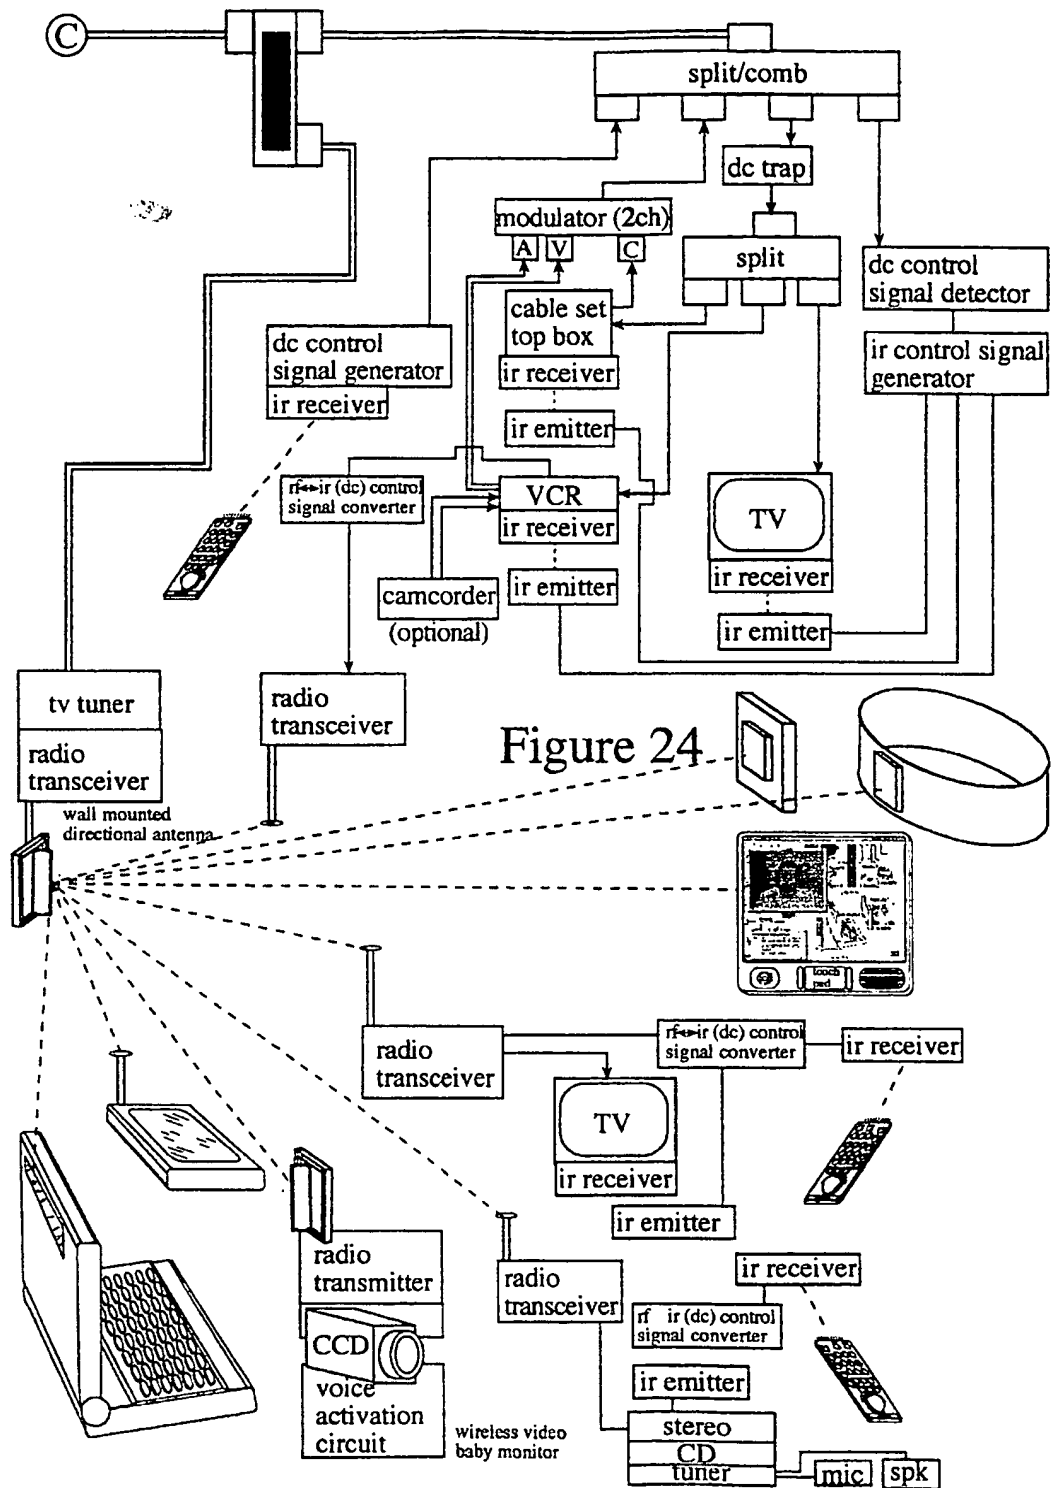 C
split/comb
dc trap
modulator (2ch)
A
V
C
split
dc control
signal detector
cable set
top box
ir receiver
dc control
signal generator
ir receiver
ir control signal
generator
ir emitter
rf↔ir (dc) control
signal converter
VCR
ir receiver
TV
ir receiver
ir emitter
camcorder
(optional)
ir emitter
tv tuner
radio
transceiver
radio
transceiver
Figure 24
wall mounted
directional antenna
touch
pad
radio
transceiver
rf↔ir (dc) control
signal converter
ir receiver
TV
ir receiver
ir emitter
radio
transmitter
CCD
voice
activation
circuit
wireless video
baby monitor
radio
transceiver
ir receiver
rf ir (dc) control
signal converter
ir emitter
stereo
CD
tuner
mic
spk